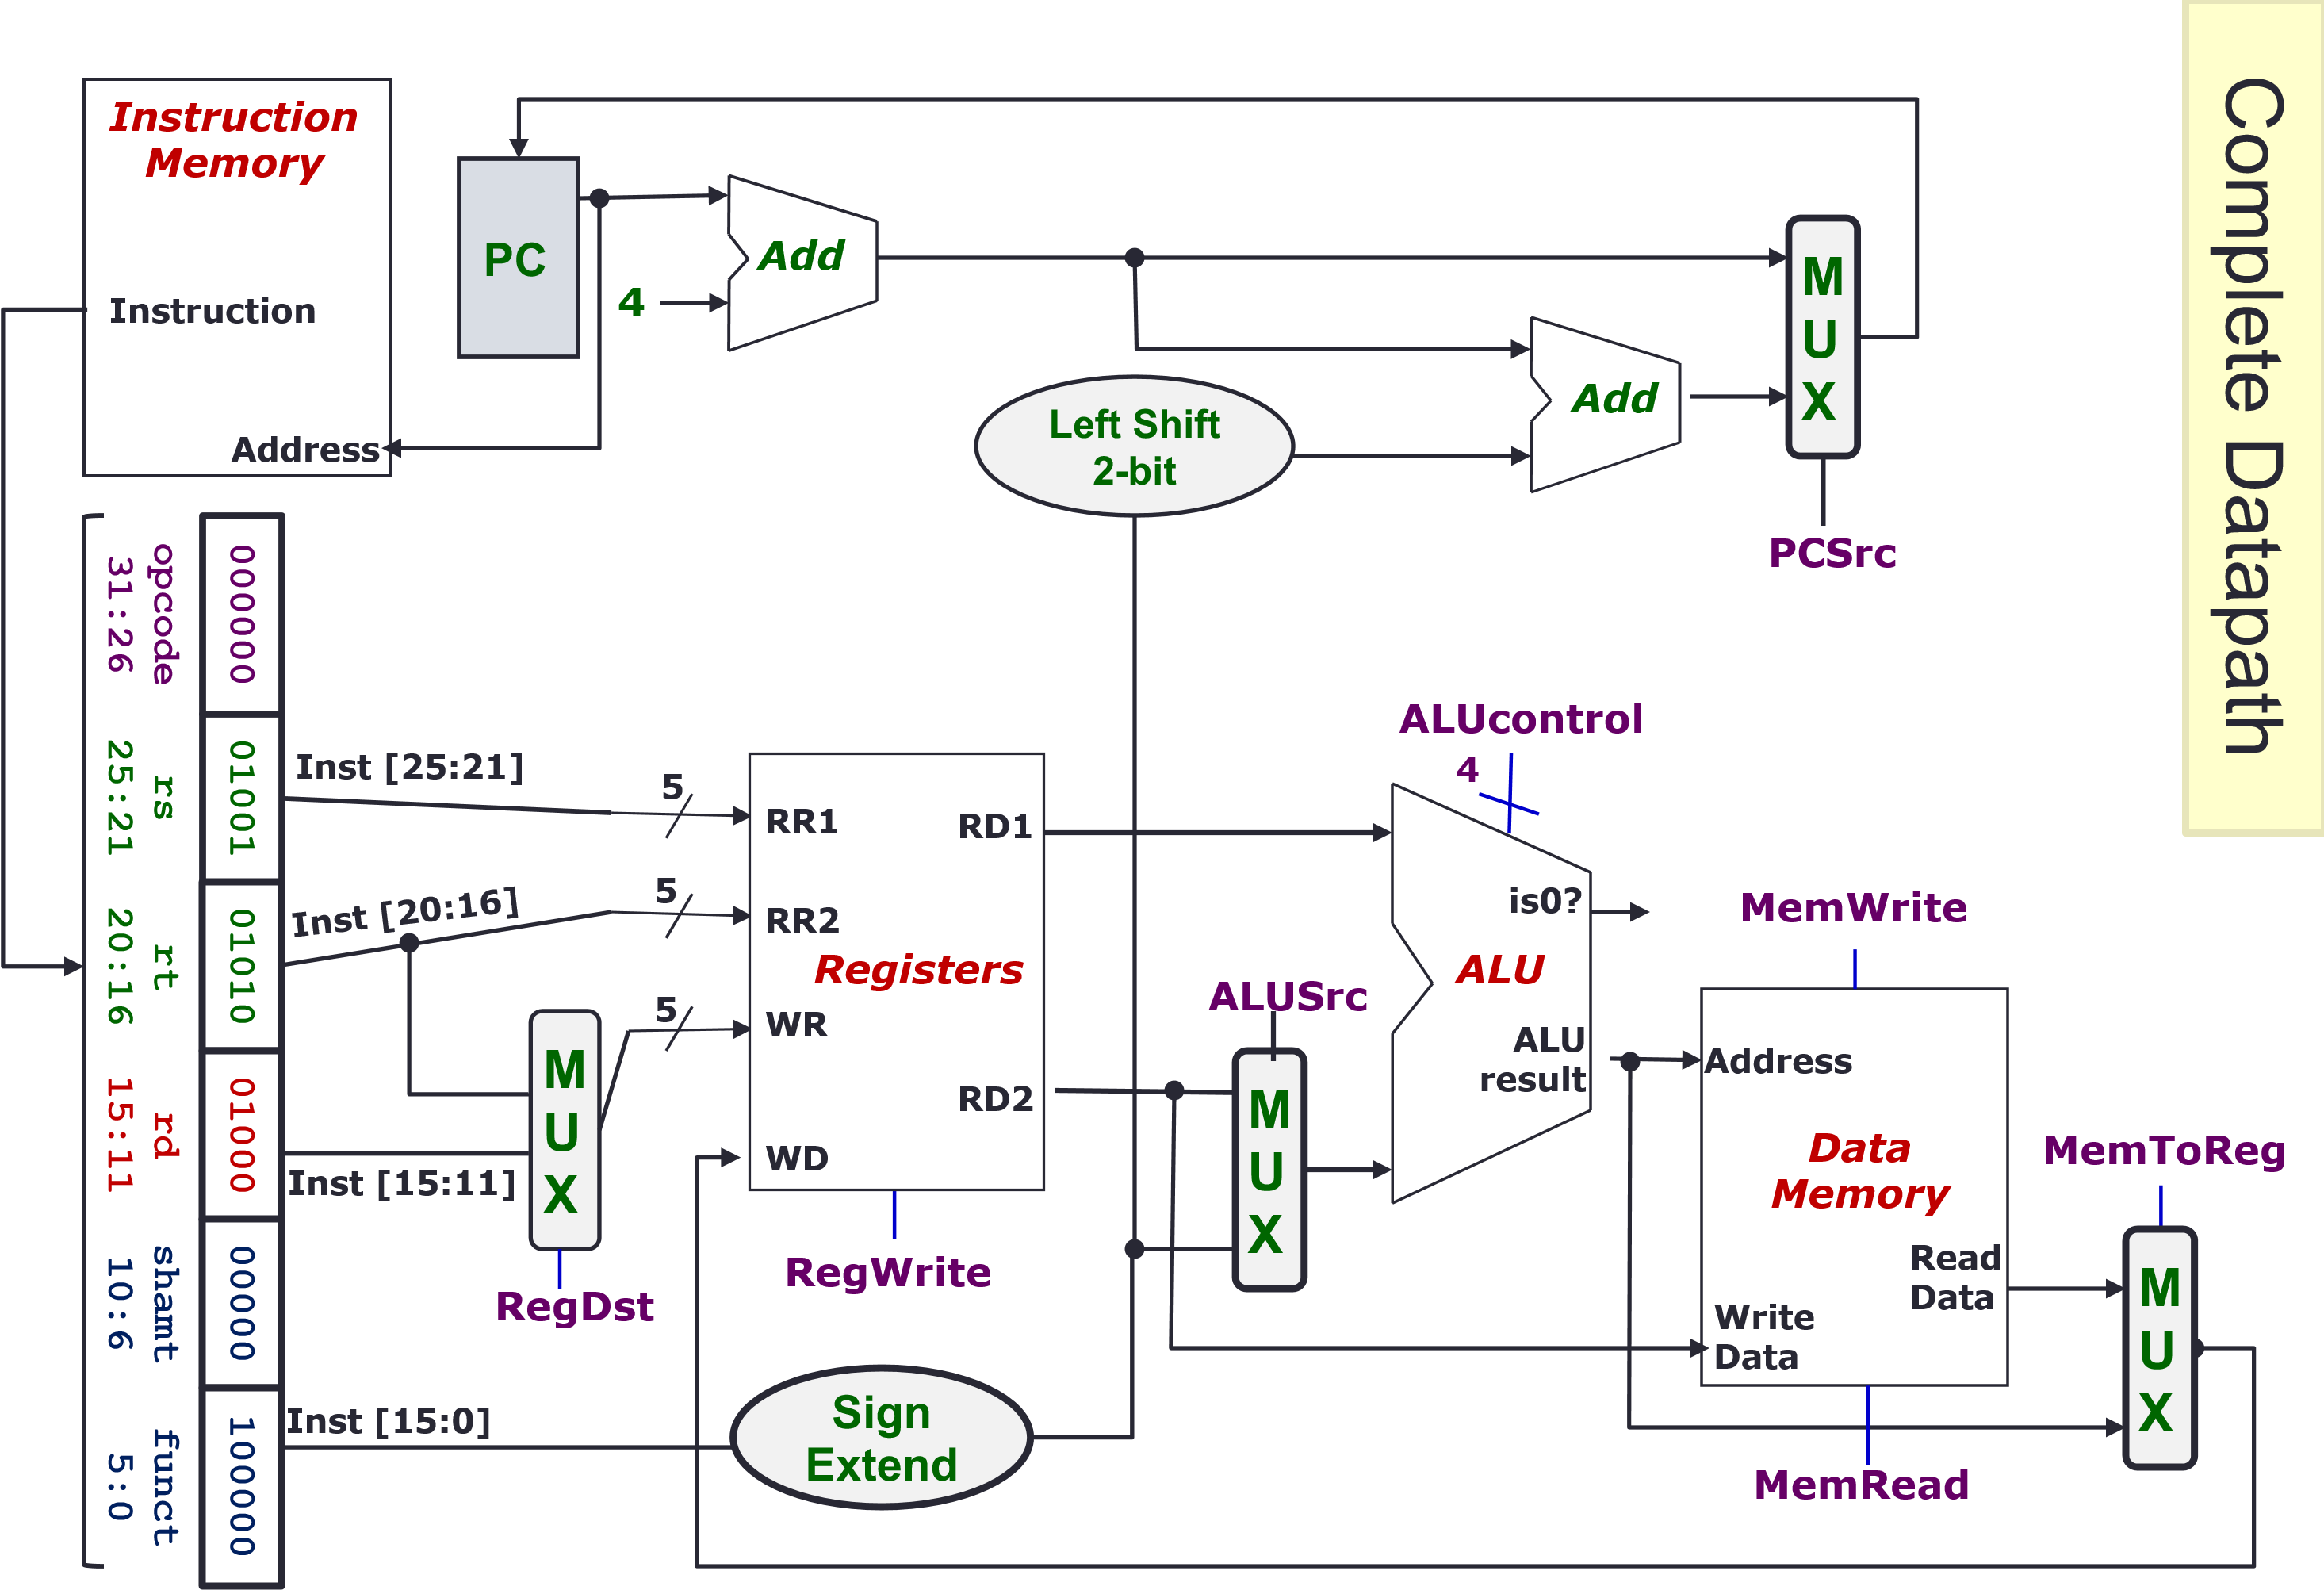 Complete Datapath
Instruction
Memory
Instruction
Address
PC
4
Add
Left Shift
2-bit
Add
M
U
X
PCSrc
opcode
31:26
000000
rs
25:21
01001
rt
20:16
01010
rd
15:11
01000
shamt
10:6
00000
funct
5:0
100000
Inst [25:21]
5
Inst [20:16]
5
5
Inst [15:11]
M
U
X
RegDst
Inst [15:0]
RR1
RR2
WR
WD
RD1
RD2
Registers
RegWrite
Sign
Extend
ALUSrc
M
U
X
ALUcontrol
4
is0?
ALU
ALU
result
MemWrite
Address
Data
Memory
Read
Data
Write
Data
MemRead
MemToReg
M
U
X